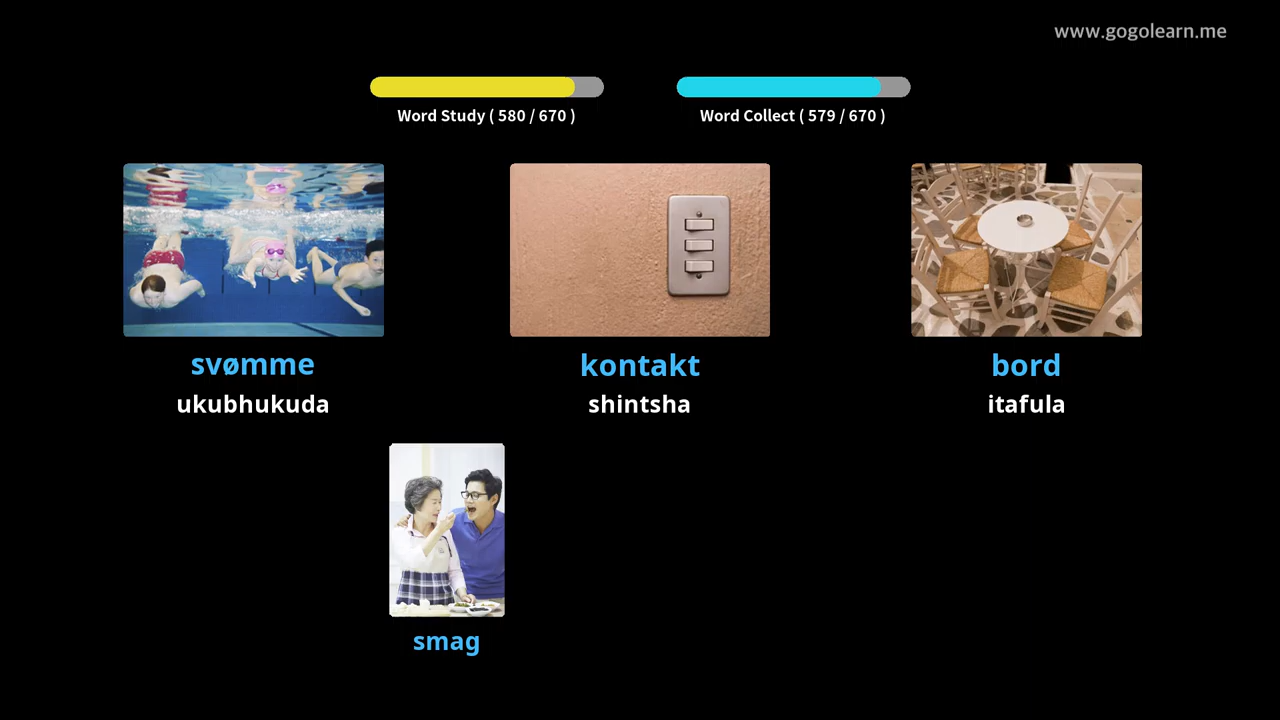 www.gogolearn.me
Word Study ( 580 / 670 )
Word Collect ( 579 / 670 )
svømme
kontakt
bord
ukubhukuda
shintsha
itafula
smag